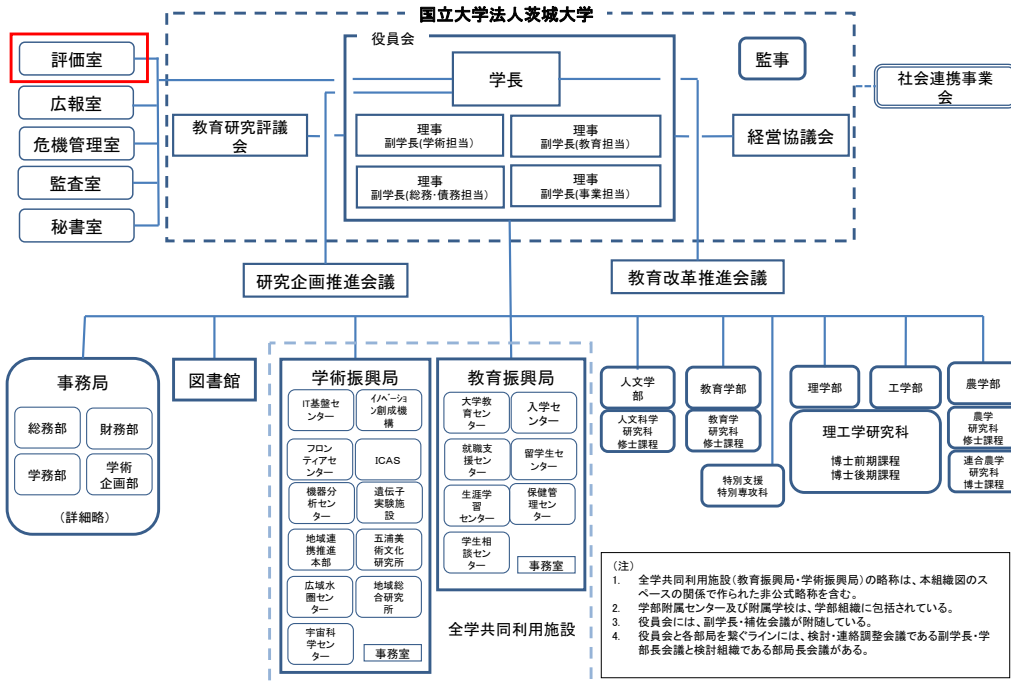 国立大学法人茨城大学
役員会
評価室
学長
監事
社会連携事業
会
広報室
危機管理室
監査室
秘書室
教育研究評議
会
理事
副学長(学術担当)
理事
副学長(教育担当)
経営協議会
理事
副学長(総務・債務担当)
理事
副学長(事業担当)
研究企画推進会議
教育改革推進会議
事務局
総務部
財務部
学務部
学術
企画部
(詳細略)
図書館
学術振興局
IT基盤セ
ンター
イノベーショ
ン創成機
構
フロン
ティアセ
ンター
ICAS
機器分
析セン
ター
遺伝子
実験施
設
地域連
携推進
本部
五浦美
術文化
研究所
広域水
圏セン
ター
地域総
合研究
所
宇宙科
学セン
ター
事務室
教育振興局
大学教
育セン
ター
入学セ
ンター
就職支
援セン
ター
留学生セ
ンター
生涯学
習
センター
保健管
理セン
ター
学生相
談セン
ター
事務室
全学共同利用施設
人文学
部
人文科学
研究科
修士課程
教育学部
教育学
研究科
修士課程
特別支援
特別専攻科
理学部
工学部
理工学研究科
博士前期課程
博士後期課程
農学部
農学
研究科
修士課程
連合農学
研究科
博士課程
(注)
1. 全学共同利用施設(教育振興局・学術振興局)の略称は、本組織図のス
ペースの関係で作られた非公式略称を含む。
2. 学部附属センター及び附属学校は、学部組織に包括されている。
3. 役員会には、副学長・補佐会議が附随している。
4. 役員会と各部局を繋ぐラインには、検討・連絡調整会議である副学長・学
部長会議と検討組織である部局長会議がある。